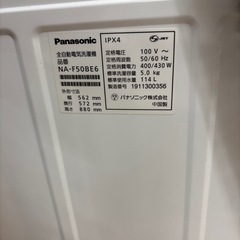 Panasonic
全自動電気洗濯機
品番
NA-F50BE6
外形寸法
幅 562 mm
奥行 572 mm
高さ 880 mm
IPX4
JET
定格電圧 100 V ~
定格周波数 50/60 Hz
定格消費電力 400/430 W
標準洗濯容量 5.0 kg
標準使用水量 114 L
製造番号 1911300356
パナソニック株式会社
中国製